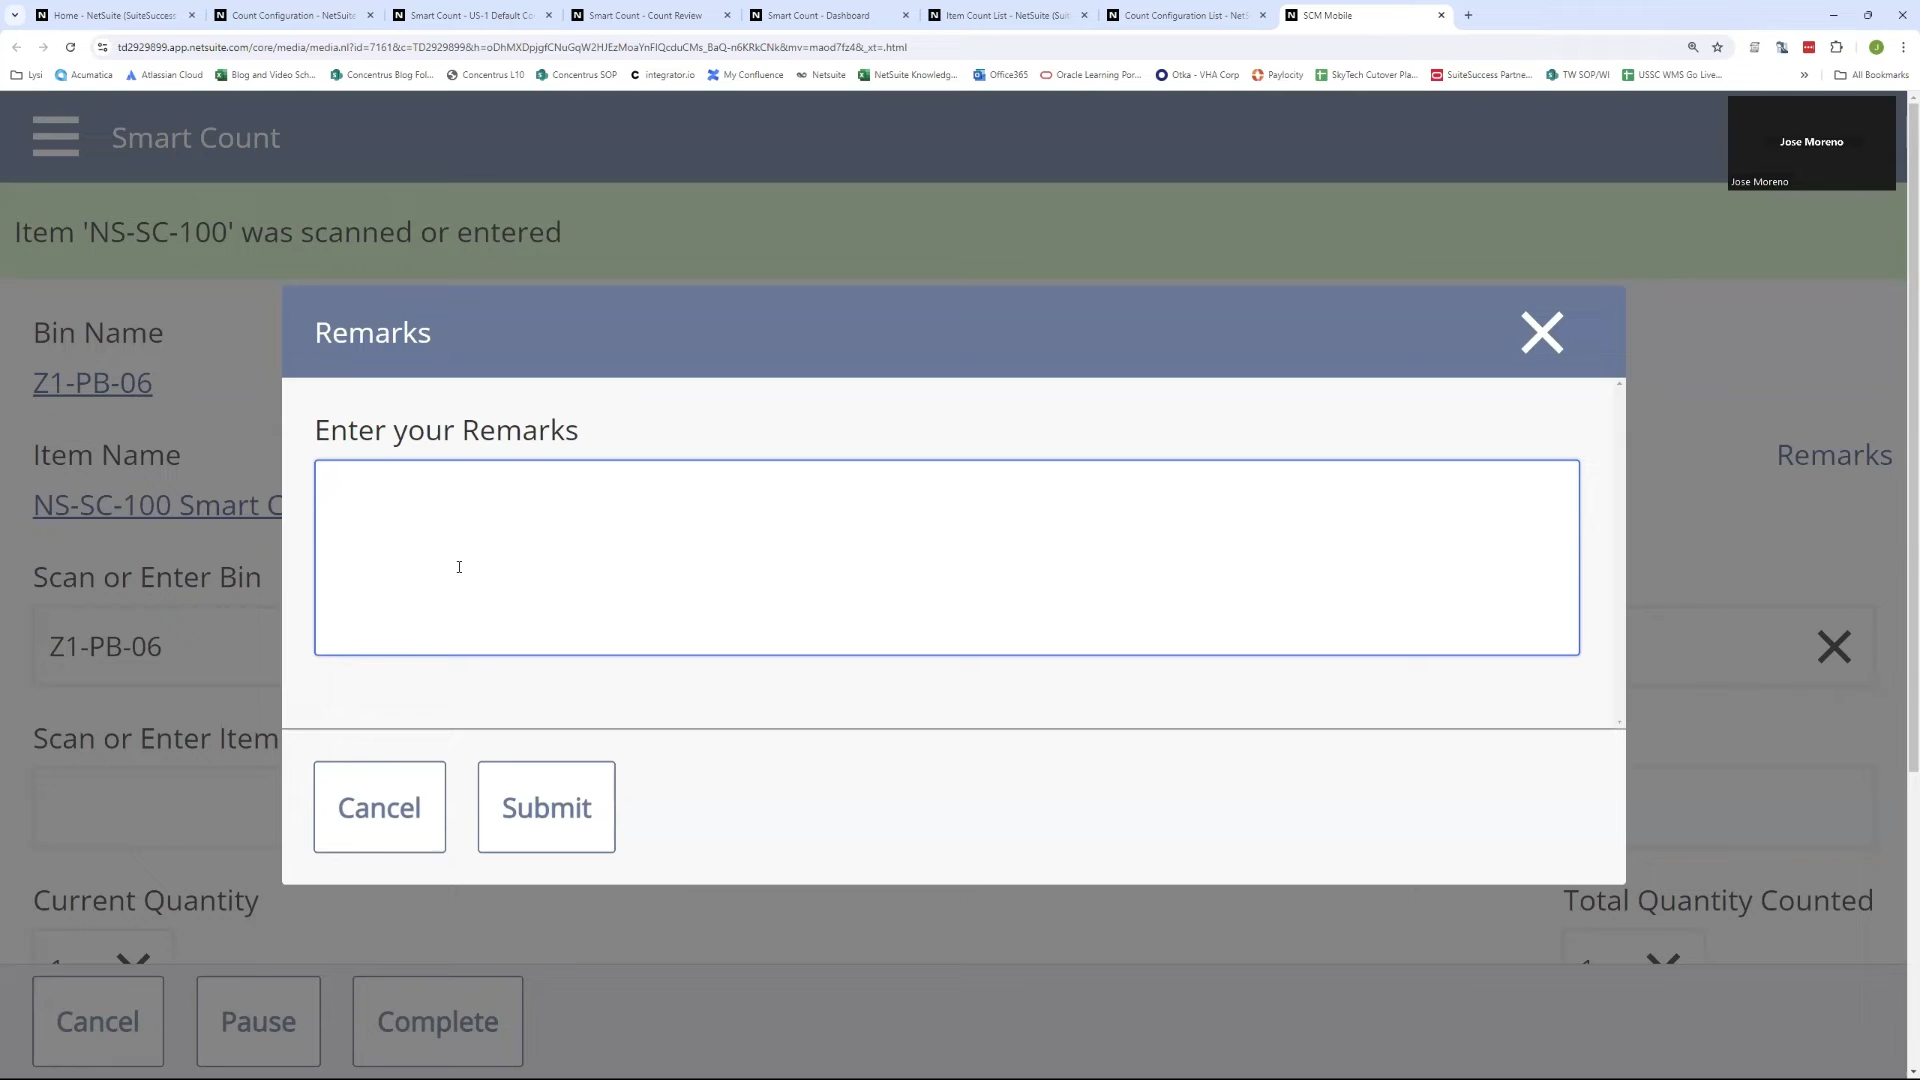 Home - NetSuite (SuiteSuccess
Count Configuration - NetSuite
Smart Count - US-1 Default Co
Smart Count - Count Review
Smart Count - Dashboard
Item Count List - NetSuite (Suit
Count Configuration List - NetS
SCM Mobile
td2929899.app.netsuite.com/core/media/media.nl?id=7161&c=TD2929899&h=oDhMXDpjgfCNuGqW2HJEzMoaYnFlQcduCMs_BaQ-n6KRkCNk&mv=maod7fz4&_xt=.html
Lysi
Acumatica
Atlassian Cloud
Blog and Video Sch...
Concentrus Blog Fol...
Concentrus L10
Concentrus SOP
integrator.io
My Confluence
Netsuite
NetSuite Knowledg...
Office365
Oracle Learning Por...
Otka - VHA Corp
Paylocity
SkyTech Cutover Pla...
SuiteSuccess Partne...
TW SOP/WI
USSC WMS Go Live...
All Bookmarks
Smart Count
Jose Moreno
Jose Moreno
Item 'NS-SC-100' was scanned or entered
Bin Name
Z1-PB-06
Item Name
Remarks
NS-SC-100 Smart C
Remarks
Enter your Remarks
Cancel
Submit
Scan or Enter Bin
Z1-PB-06
Scan or Enter Item
Current Quantity
Total Quantity Counted
Cancel
Pause
Complete